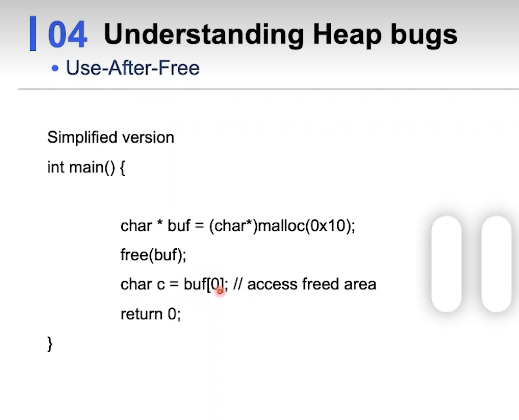 04 Understanding Heap bugs
• Use-After-Free
Simplified version
int main() {
char * buf = (char*)malloc(0x10);
free(buf);
char c = buf[0]; // access freed area
return 0;
}